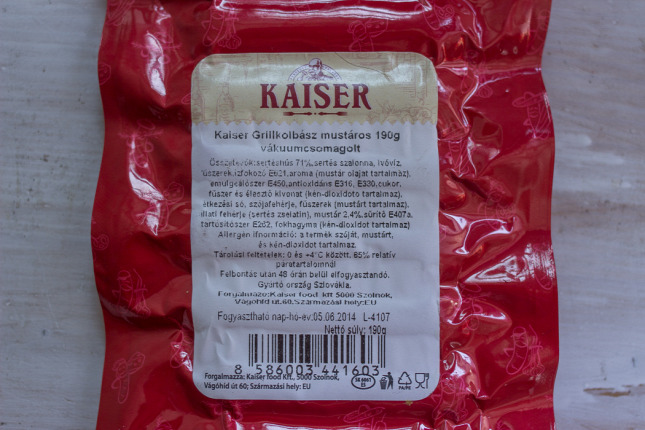 KAISER
Kaiser Grillkolbász mustáros 190g
vákuumcsomagolt
Összetevők:sertéshús 71%,sertés szalonna, ivóvíz,
fűszerek,ízfokozó E621,aroma (mustár olajat tartalmaz),
emulgeálószer E450,antioxidáns E316, E330,cukor,
fűszer és élesztő kivonat (kén-dioxidot tartalmaz),
étkezési só, szójafehérje, fűszerek (mustárt tartalmaz),
állati fehérje (sertés zselatin), mustár 2,4%,sűrítő E407a,
tartósítószer E262, fokhagyma (kén-dioxidot tartalmaz)
Allergén ifnormáció: a termék szóját, mustárt,
és kén-dioxidot tartalmaz.
Tárolási feltételek: 0 és +4°C között, 85% relatív
páratartalomnál
Felbontás után 48 órán belül elfogyasztandó.
Gyártó ország Szlovákia.
Forgalmazó:Kaiser food kft 5000 Szolnok,
Vágóhíd ut.60.Származási hely:EU
Fogyasztható nap-hó-év:05.06.2014 L-4107
Nettó súly: 190g
8 586003 441603
Forgalmazza: Kaiser food Kft., 5000 Szolnok,
Vágóhíd út 60; Származási hely: EU